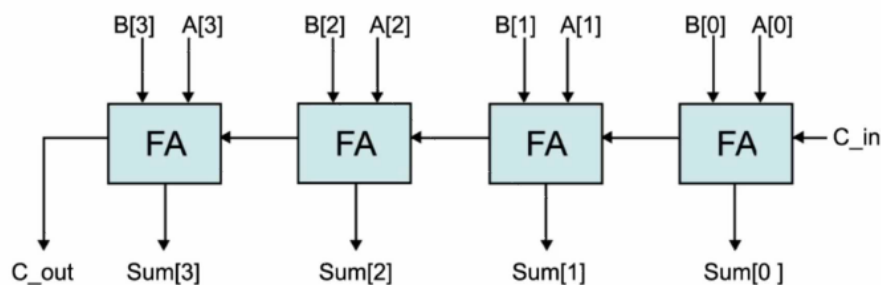 B[3] A[3] B[2] A[2] B[1] A[1] B[0] A[0]
FA FA FA FA C_in
C_out Sum[3] Sum[2] Sum[1] Sum[0 ]